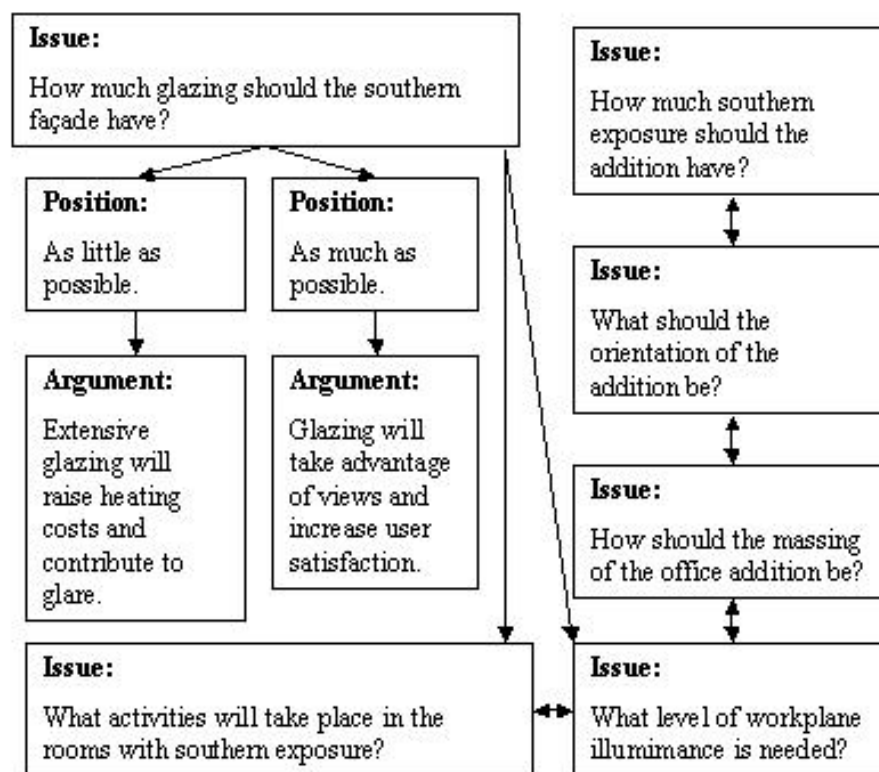 Issue:
How much glazing should the southern
façade have?
Position:
As little as
possible.
Position:
As much as
possible.
Argument:
Extensive
glazing will
raise heating
costs and
contribute to
glare.
Argument:
Glazing will
take advantage
of views and
increase user
satisfaction.
Issue:
What activities will take place in the
rooms with southern exposure?
Issue:
How much southern
exposure should the
addition have?
Issue:
What should the
orientation of the
addition be?
Issue:
How should the massing
of the office addition be?
Issue:
What level of workplane
illumimance is needed?